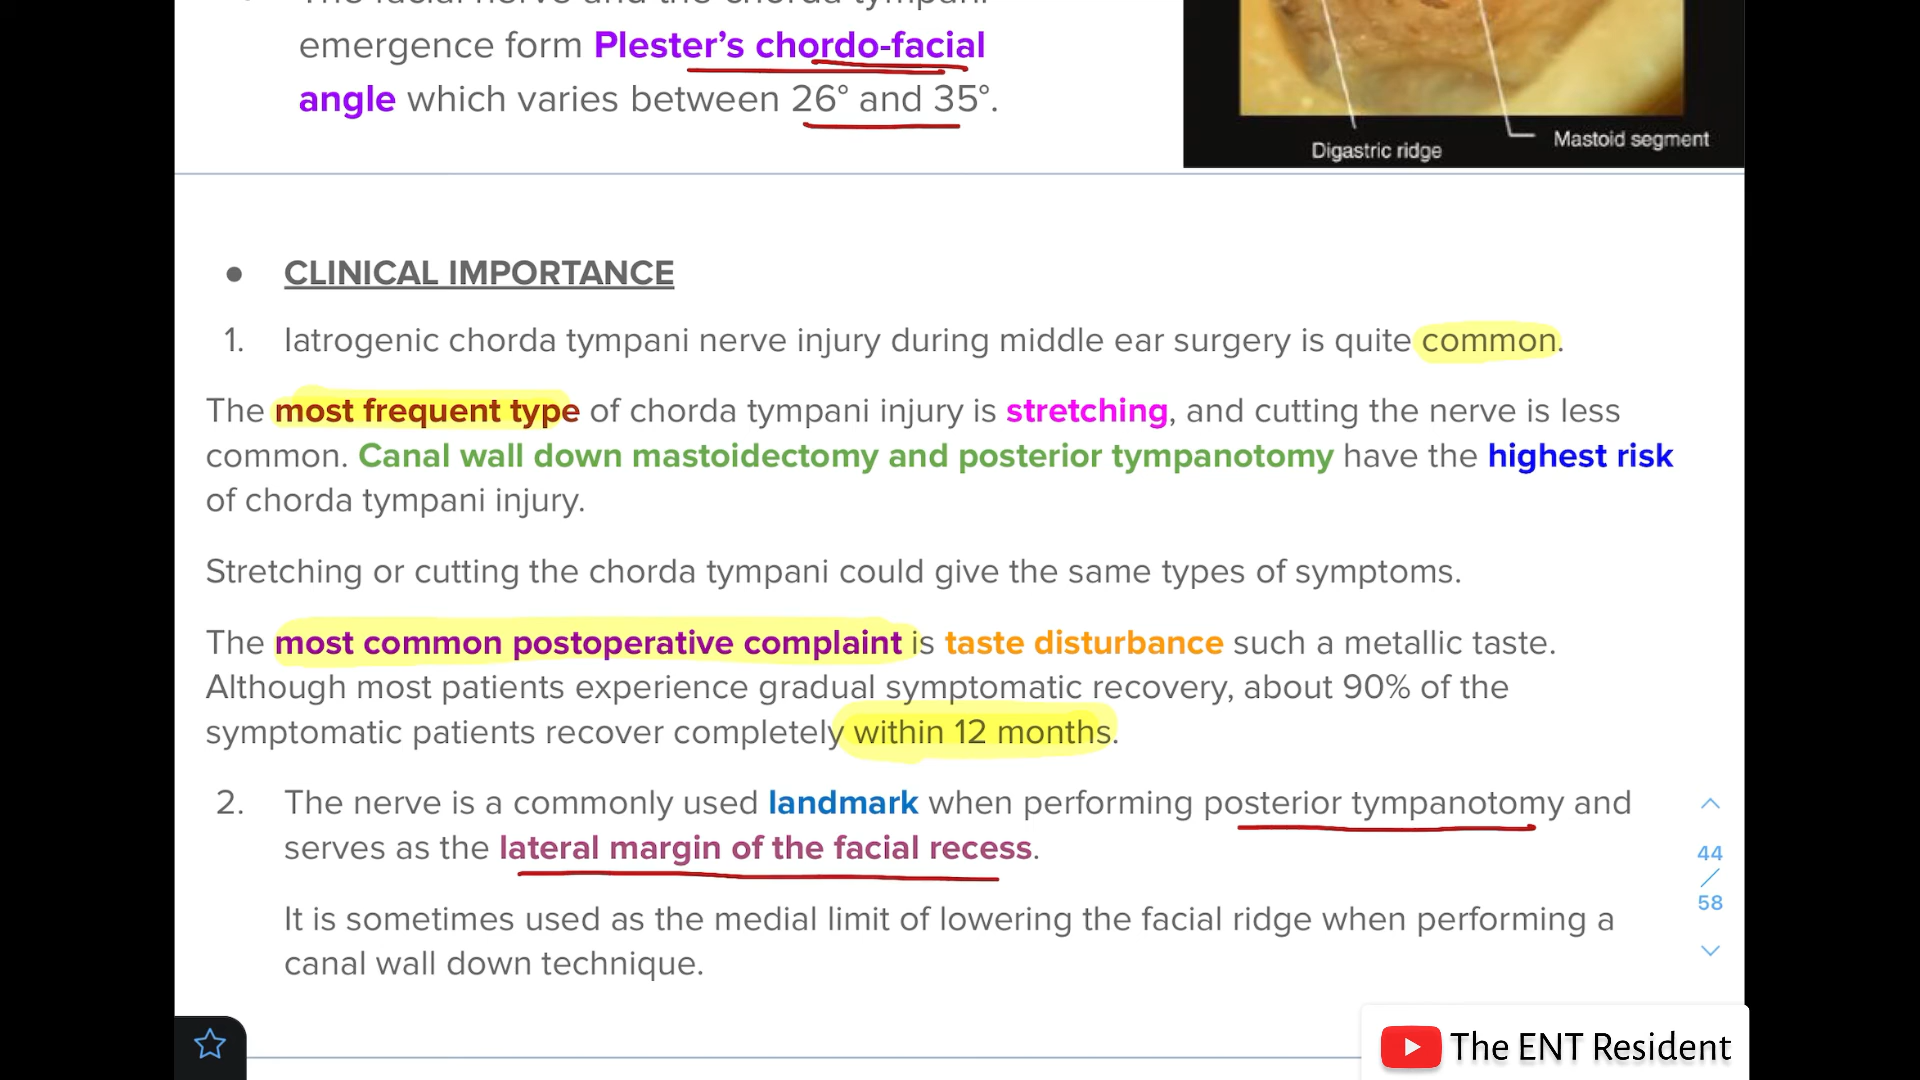 The facial nerve and the chorda tympani
emergence form Plester's chordo-facial
angle which varies between 26° and 35°.
Digastric ridge
Mastoid segment
● CLINICAL IMPORTANCE
1. Iatrogenic chorda tympani nerve injury during middle ear surgery is quite common.
The most frequent type of chorda tympani injury is stretching, and cutting the nerve is less
common. Canal wall down mastoidectomy and posterior tympanotomy have the highest risk
of chorda tympani injury.
Stretching or cutting the chorda tympani could give the same types of symptoms.
The most common postoperative complaint is taste disturbance such a metallic taste.
Although most patients experience gradual symptomatic recovery, about 90% of the
symptomatic patients recover completely within 12 months.
2. The nerve is a commonly used landmark when performing posterior tympanotomy and
serves as the lateral margin of the facial recess.
It is sometimes used as the medial limit of lowering the facial ridge when performing a
canal wall down technique.
44
/
58
The ENT Resident